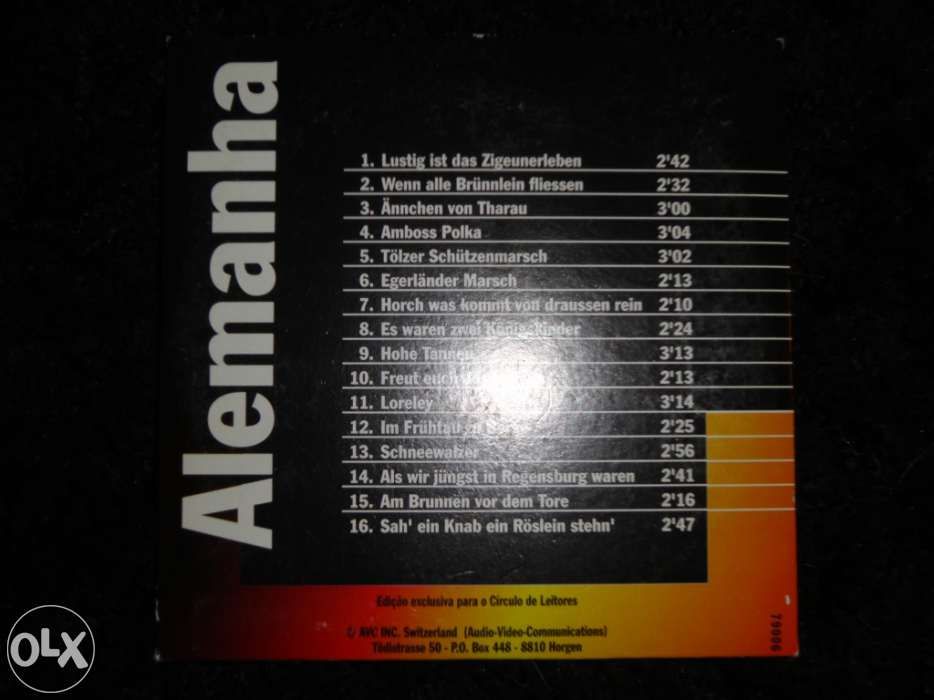 Alemanha
1. Lustig ist das Zigeunerleben 2'42
2. Wenn alle Brünnlein fliessen 2'32
3. Ännchen von Tharau 3'00
4. Amboss Polka 3'04
5. Tölzer Schützenmarsch 3'02
6. Egerländer Marsch 2'13
7. Horch was kommt von draussen rein 2'10
8. Es waren zwei Königskinder 2'24
9. Hohe Tannen 3'13
10. Freut euch 2'13
11. Loreley 3'14
12. Im Frühtau 2'25
13. Schneewalzer 2'56
14. Als wir jüngst in Regensburg waren 2'41
15. Am Brunnen vor dem Tore 2'16
16. Sah' ein Knab ein Röslein stehn' 2'47
Edição exclusiva para o Círculo de Leitores
AVC INC. Switzerland (Audio-Video-Communications)
Tödistrasse 50 - P.O. Box 448 - 8810 Horgen
79006
OLX